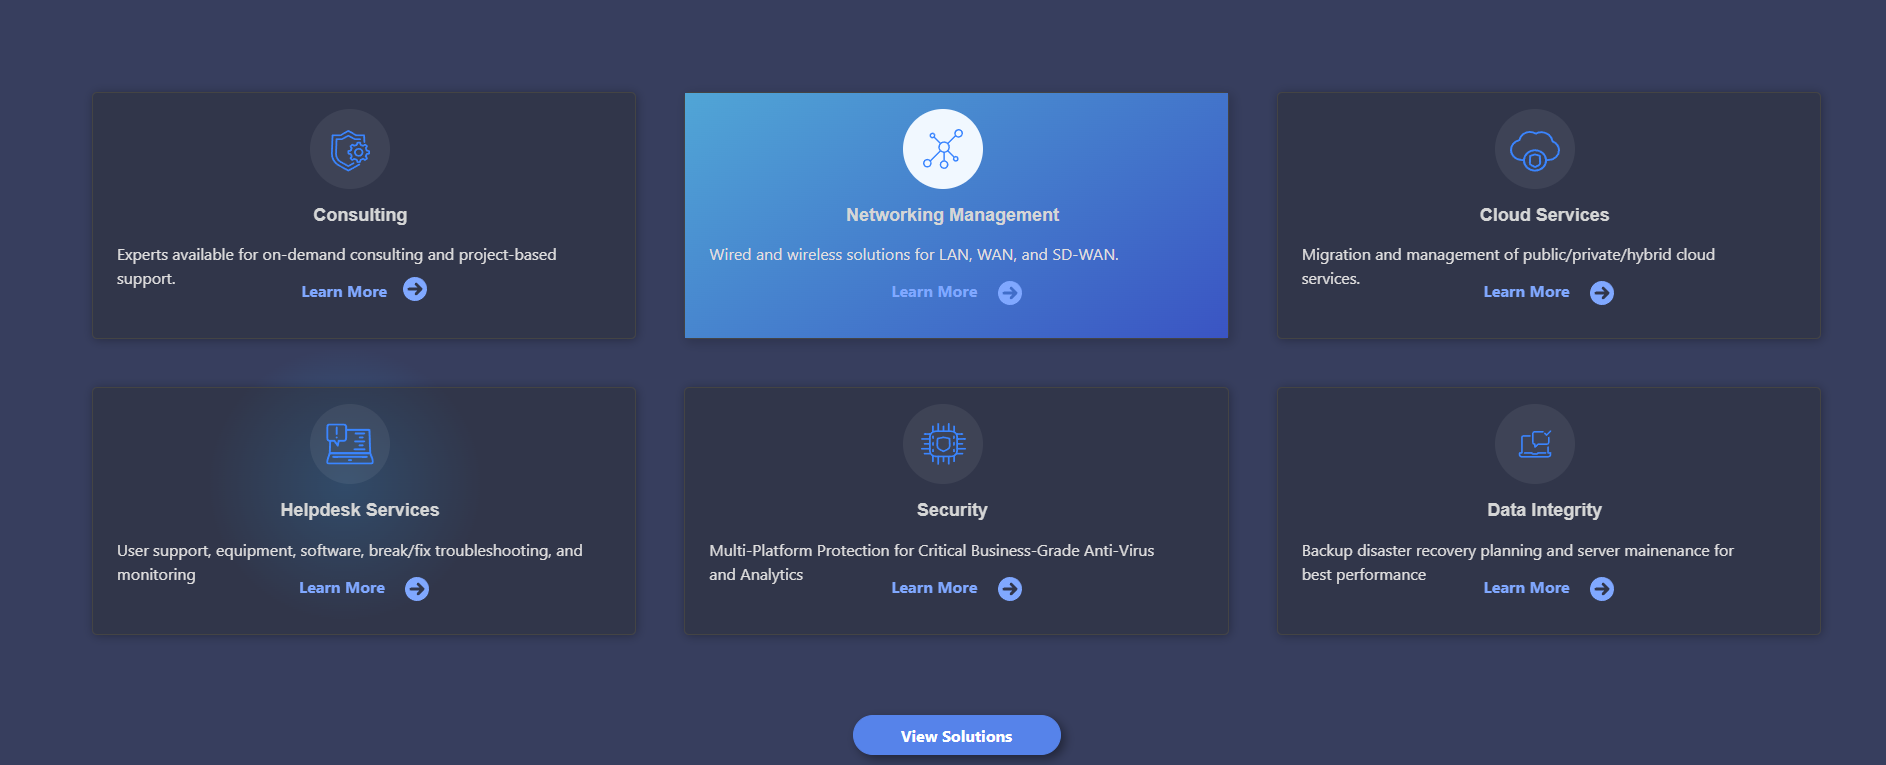 Consulting
Experts available for on-demand consulting and project-based
support.
Learn More
Networking Management
Wired and wireless solutions for LAN, WAN, and SD-WAN.
Learn More
Cloud Services
Migration and management of public/private/hybrid cloud
services.
Learn More
Helpdesk Services
User support, equipment, software, break/fix troubleshooting, and
monitoring
Learn More
Security
Multi-Platform Protection for Critical Business-Grade Anti-Virus
and Analytics
Learn More
Data Integrity
Backup disaster recovery planning and server mainenance for
best performance
Learn More
View Solutions